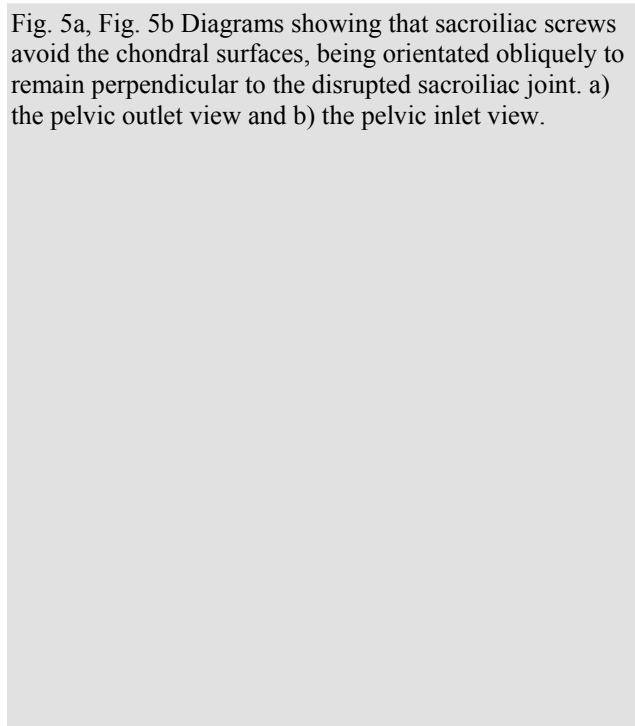 Fig. 5a, Fig. 5b Diagrams showing that sacroiliac screws
avoid the chondral surfaces, being orientated obliquely to
remain perpendicular to the disrupted sacroiliac joint. a)
the pelvic outlet view and b) the pelvic inlet view.